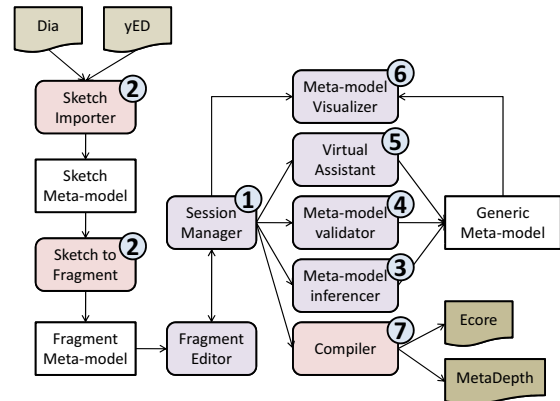 Dia
yED
2
Sketch
Importer
Sketch
Meta-model
2
Sketch to
Fragment
Fragment
Meta-model
Fragment
Editor
1
Session
Manager
6
Meta-model
Visualizer
5
Virtual
Assistant
4
Meta-model
validator
3
Meta-model
inferencer
7
Compiler
Generic
Meta-model
Ecore
MetaDepth